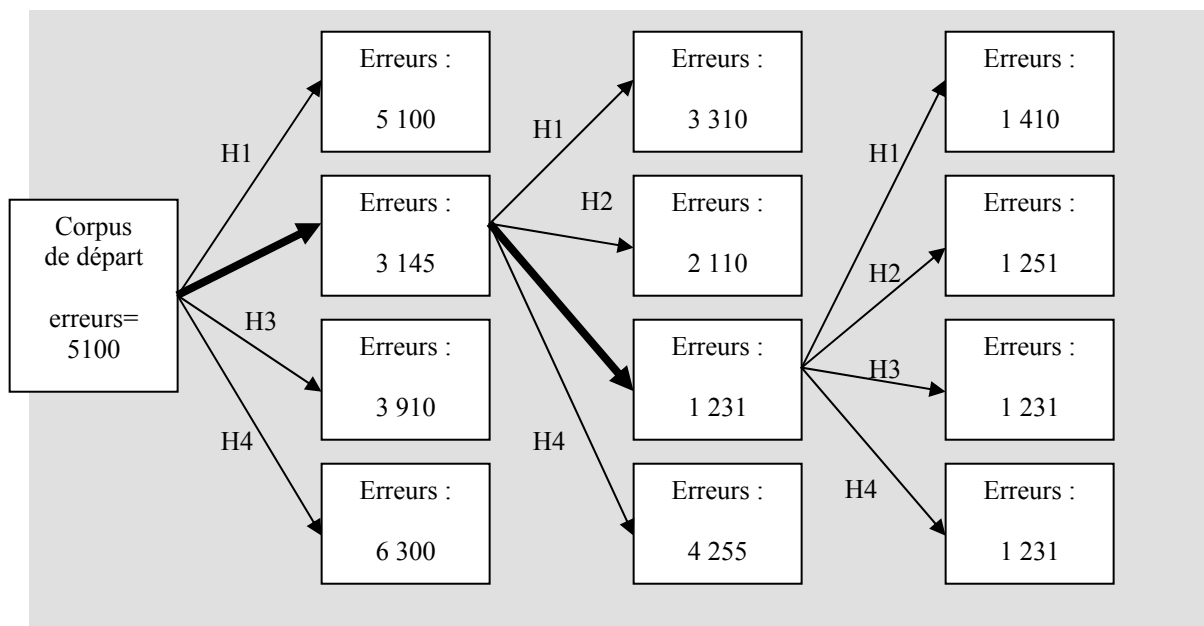 Corpus
de départ
erreurs=
5100
H1
H3
H4
Erreurs :
5 100
Erreurs :
3 145
Erreurs :
3 910
Erreurs :
6 300
H1
H2
H4
Erreurs :
3 310
Erreurs :
2 110
Erreurs :
1 231
Erreurs :
4 255
H1
H2
H3
H4
Erreurs :
1 410
Erreurs :
1 251
Erreurs :
1 231
Erreurs :
1 231